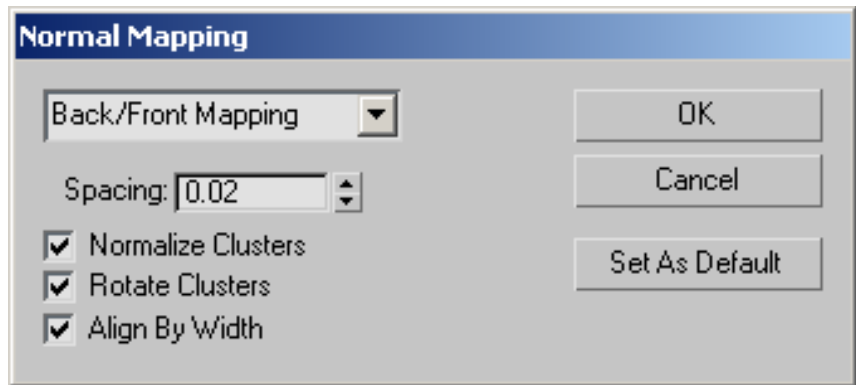 Normal Mapping
Back/Front Mapping
OK
Spacing: 0.02
Cancel
Normalize Clusters
Set As Default
Rotate Clusters
Align By Width